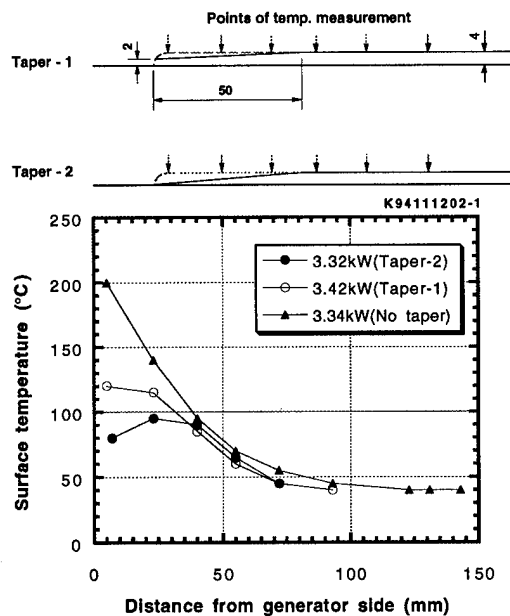 Points of temp. measurement
2
Taper - 1
4
50
Taper - 2
K94111202-1
250
200
150
100
50
0
Surface temperature (°C)
3.32kW(Taper-2)
3.42kW(Taper-1)
3.34kW(No taper)
0 50 100 150
Distance from generator side (mm)